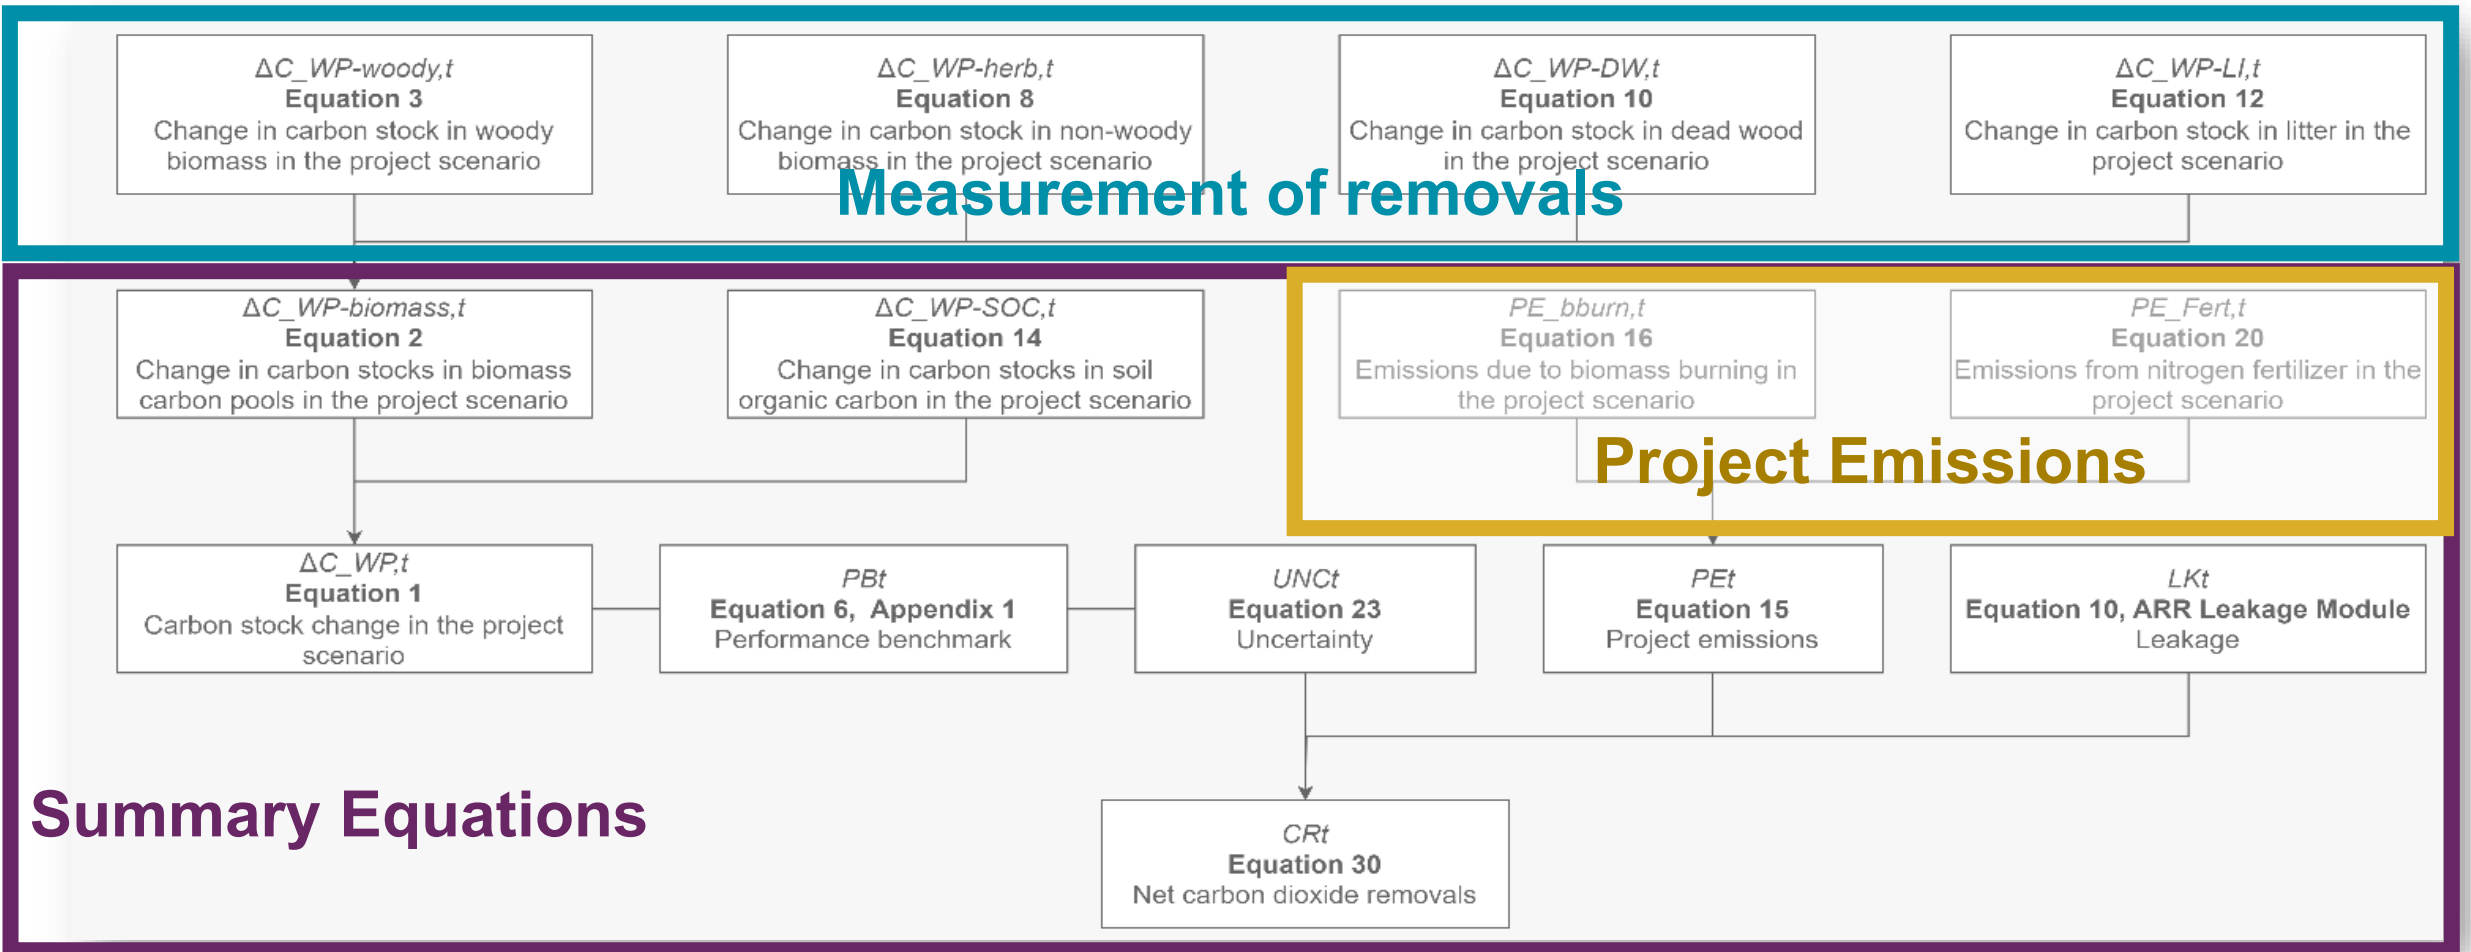 ΔC_WP-woody,t
Equation 3
Change in carbon stock in woody
biomass in the project scenario
ΔC_WP-herb,t
Equation 8
Change in carbon stock in non-woody
biomass in the project scenario
ΔC_WP-DW,t
Equation 10
Change in carbon stock in dead wood
in the project scenario
ΔC_WP-LI,t
Equation 12
Change in carbon stock in litter in the
project scenario
Measurement of removals
ΔC_WP-biomass,t
Equation 2
Change in carbon stocks in biomass
carbon pools in the project scenario
ΔC_WP-SOC,t
Equation 14
Change in carbon stocks in soil
organic carbon in the project scenario
PE_bburn,t
Equation 16
Emissions due to biomass burning in
the project scenario
PE_Fert,t
Equation 20
Emissions from nitrogen fertilizer in the
project scenario
Project Emissions
ΔC_WP,t
Equation 1
Carbon stock change in the project
scenario
PBt
Equation 6, Appendix 1
Performance benchmark
UNCt
Equation 23
Uncertainty
PEt
Equation 15
Project emissions
LKt
Equation 10, ARR Leakage Module
Leakage
Summary Equations
CRt
Equation 30
Net carbon dioxide removals